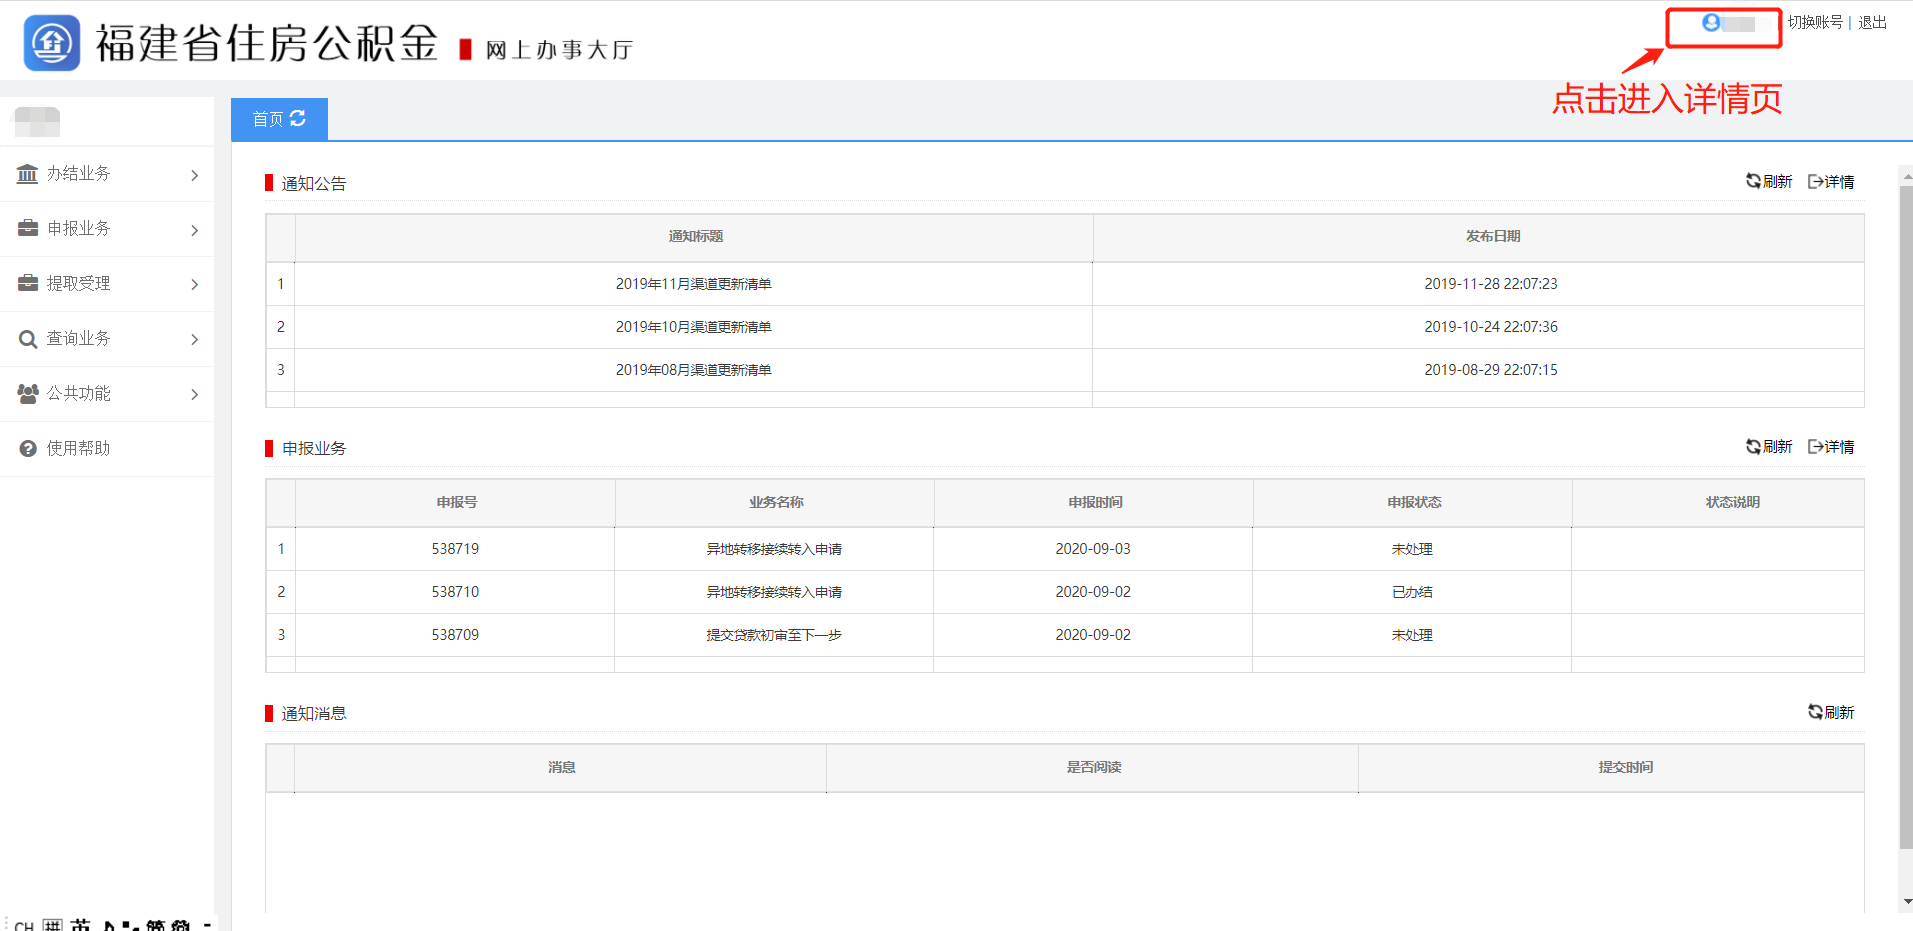 福建省住房公积金 网上办事大厅
切换账号 | 退出
点击进入详情页
首页
办结业务
申报业务
提取受理
查询业务
公共功能
使用帮助
通知公告 刷新 详情
通知标题 发布日期
1 2019年11月渠道更新清单 2019-11-28 22:07:23
2 2019年10月渠道更新清单 2019-10-24 22:07:36
3 2019年08月渠道更新清单 2019-08-29 22:07:15
申报业务 刷新 详情
申报号 业务名称 申报时间 申报状态 状态说明
1 538719 异地转移接续转入申请 2020-09-03 未处理
2 538710 异地转移接续转入申请 2020-09-02 已办结
3 538709 提交贷款初审至下一步 2020-09-02 未处理
通知消息 刷新
消息 是否阅读 提交时间
CH 拼 英 简